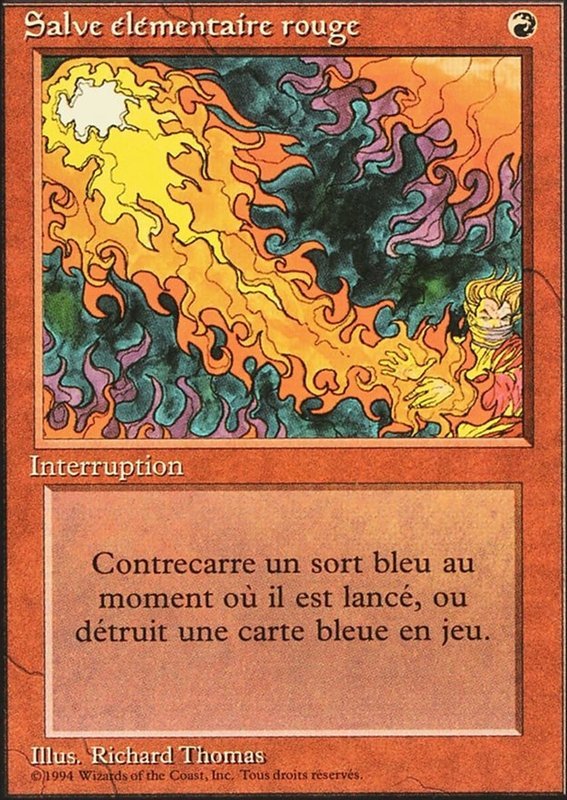 Salve élémentaire rouge
Interruption
Contrecarre un sort bleu au
moment où il est lancé, ou
détruit une carte bleue en jeu.
Illus. Richard Thomas
©1994 Wizards of the Coast, Inc. Tous droits réservés.